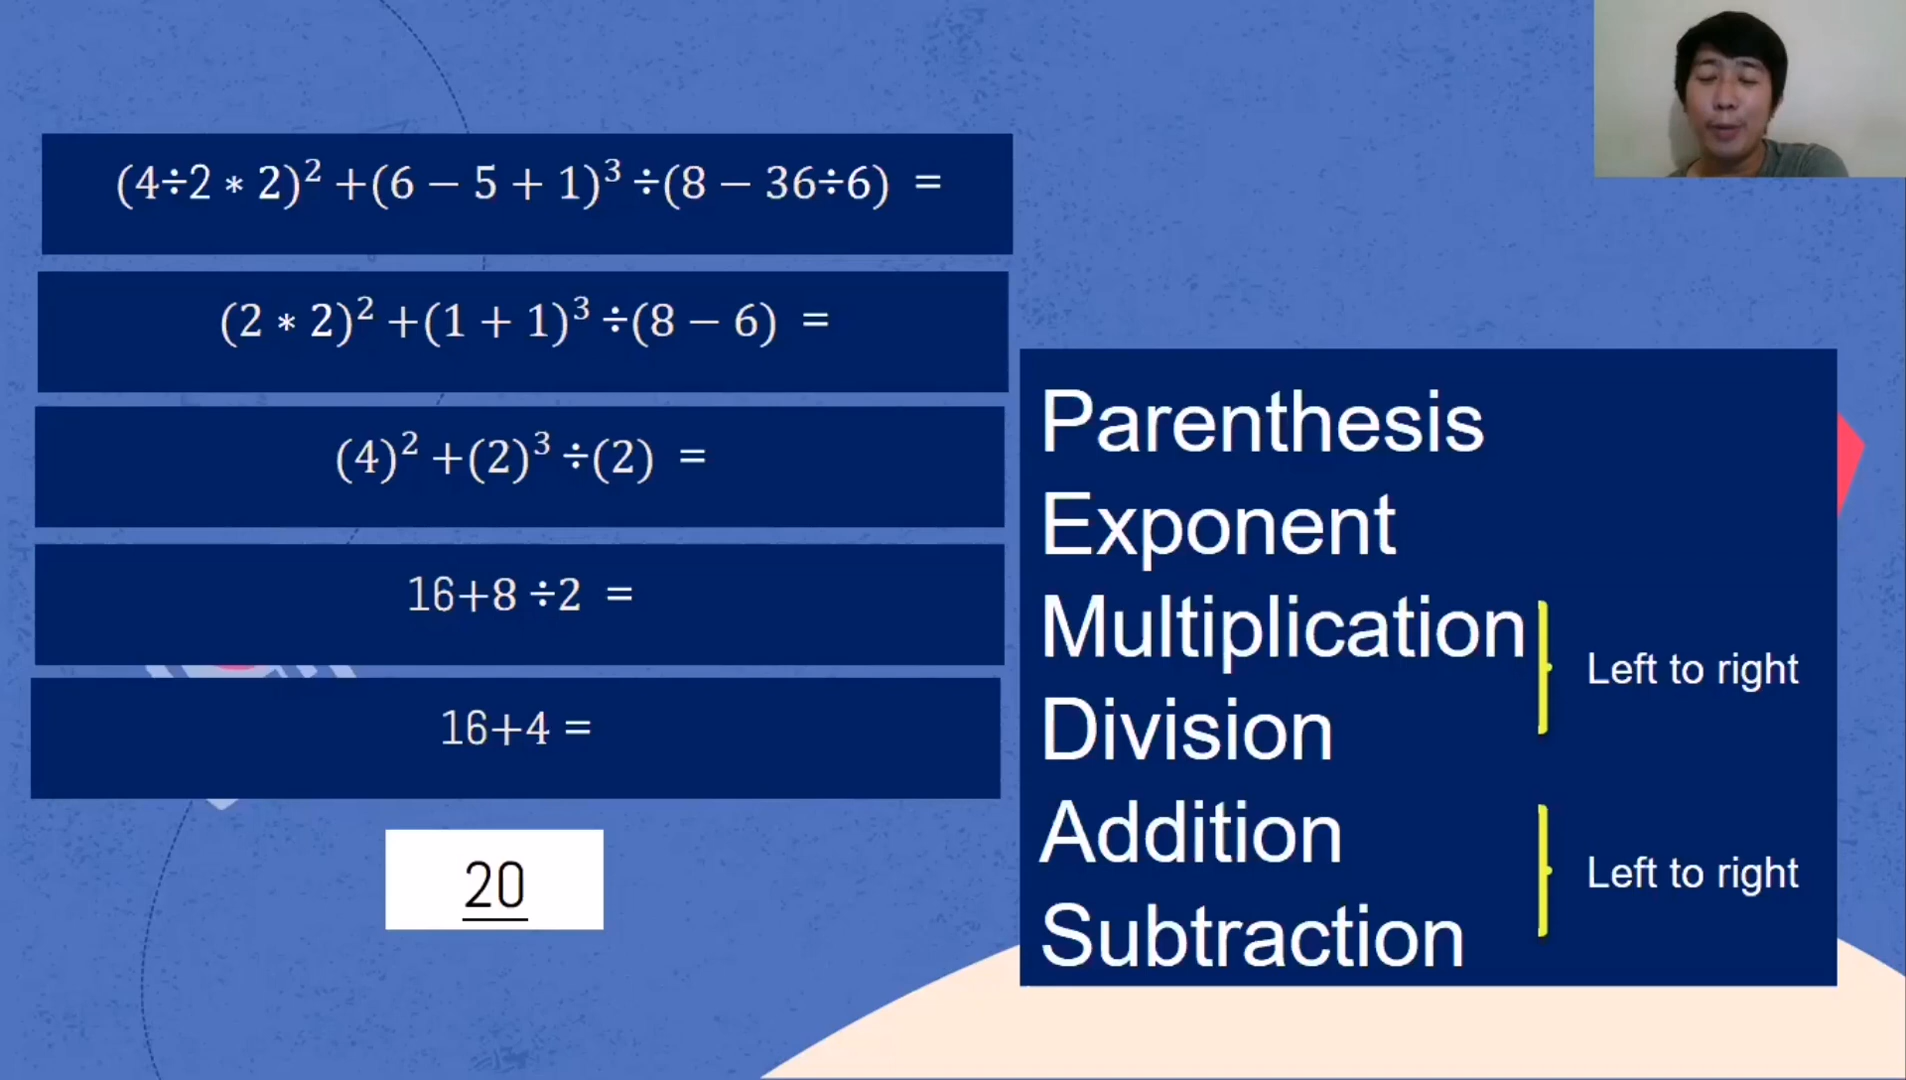 (4÷2 * 2)² +(6 − 5 + 1)³ ÷(8 − 36÷6) =
(2 * 2)² +(1 + 1)³ ÷(8 − 6) =
(4)² +(2)³ ÷(2) =
16+8 ÷2 =
16+4 =
20
Parenthesis
Exponent
Multiplication
Division
Left to right
Addition
Subtraction
Left to right